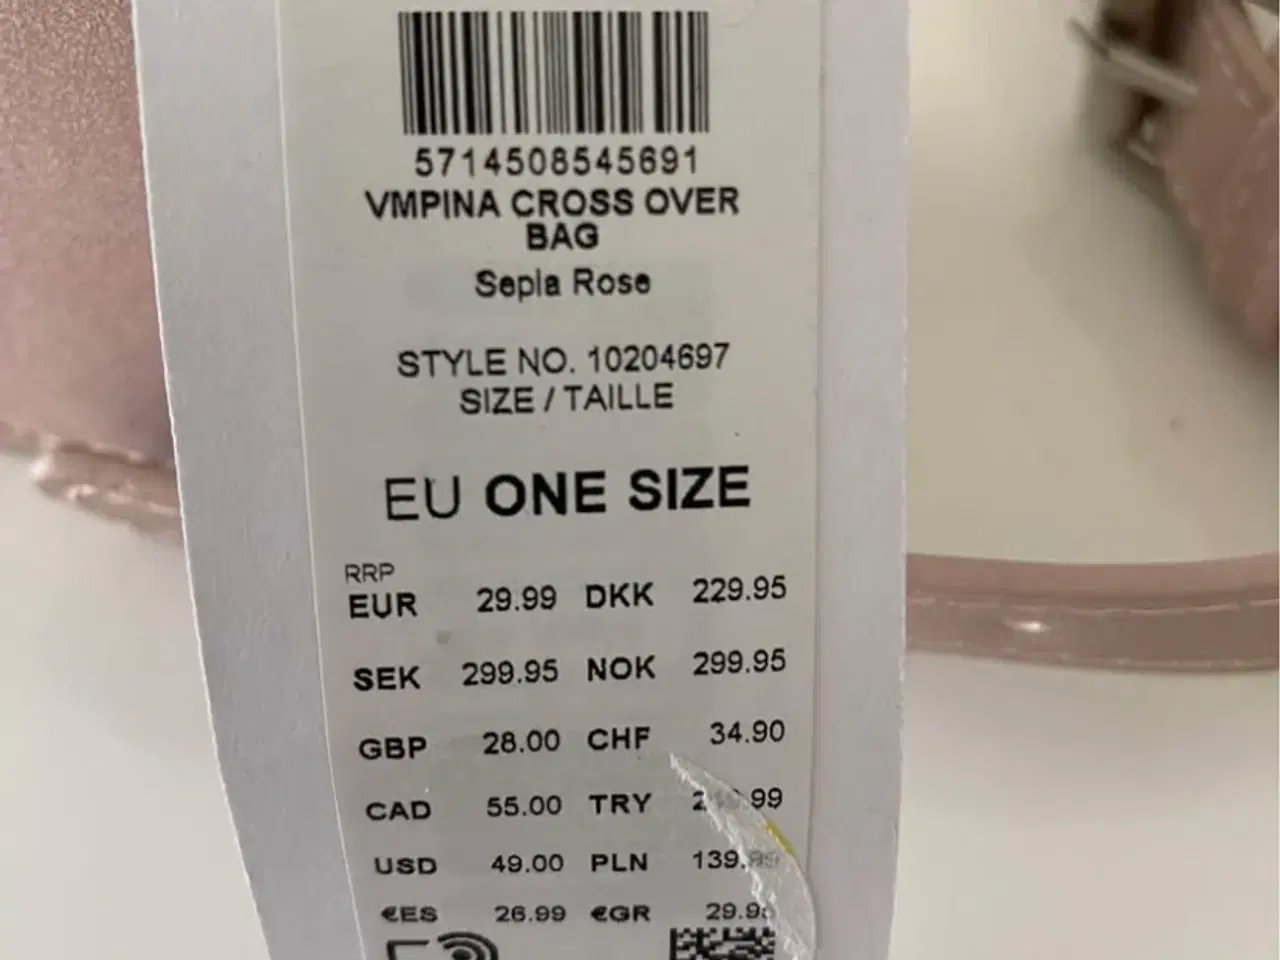 5714508545691
VMPINA CROSS OVER
BAG
Sepia Rose
STYLE NO. 10204697
SIZE / TAILLE
EU ONE SIZE
RRP
EUR 29.99 DKK 229.95
SEK 299.95 NOK 299.95
GBP 28.00 CHF 34.90
CAD 55.00 TRY
USD 49.00 PLN
€ES 26.99 €GR